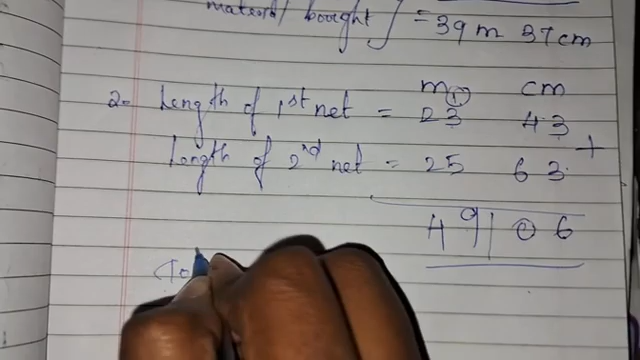 material bought } = 39 m 37 cm
m cm
2. Length of 1st net = 23 43
Length of 2nd net = 25 63 +
49 | 06
To